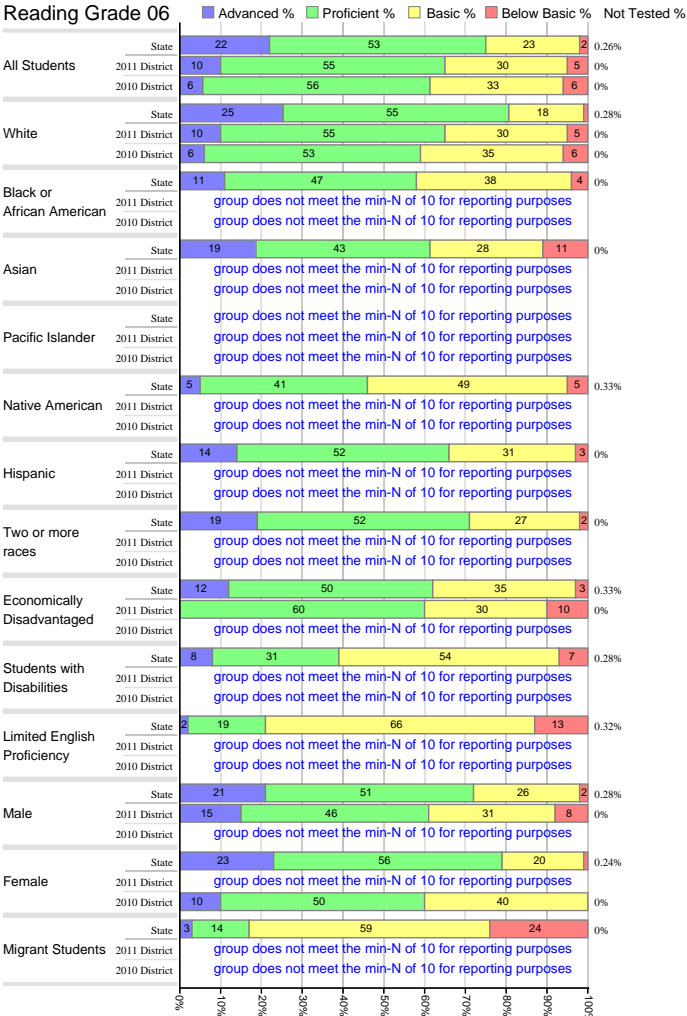 Reading Grade 06 Advanced % Proficient % Basic % Below Basic % Not Tested %
All Students
State 22 53 23 2 0.26%
2011 District 10 55 30 5 0%
2010 District 6 56 33 6 0%
White
State 25 55 18 0.28%
2011 District 10 55 30 5 0%
2010 District 6 53 35 6 0%
Black or
African American
State 11 47 38 4 0%
2011 District group does not meet the min-N of 10 for reporting purposes
2010 District group does not meet the min-N of 10 for reporting purposes
Asian
State 19 43 28 11 0%
2011 District group does not meet the min-N of 10 for reporting purposes
2010 District group does not meet the min-N of 10 for reporting purposes
Pacific Islander
State group does not meet the min-N of 10 for reporting purposes
2011 District group does not meet the min-N of 10 for reporting purposes
2010 District group does not meet the min-N of 10 for reporting purposes
Native American
State 5 41 49 5 0.33%
2011 District group does not meet the min-N of 10 for reporting purposes
2010 District group does not meet the min-N of 10 for reporting purposes
Hispanic
State 14 52 31 3 0%
2011 District group does not meet the min-N of 10 for reporting purposes
2010 District group does not meet the min-N of 10 for reporting purposes
Two or more
races
State 19 52 27 2 0%
2011 District group does not meet the min-N of 10 for reporting purposes
2010 District group does not meet the min-N of 10 for reporting purposes
Economically
Disadvantaged
State 12 50 35 3 0.33%
2011 District 60 30 10 0%
2010 District group does not meet the min-N of 10 for reporting purposes
Students with
Disabilities
State 8 31 54 7 0.28%
2011 District group does not meet the min-N of 10 for reporting purposes
2010 District group does not meet the min-N of 10 for reporting purposes
Limited English
Proficiency
State 2 19 66 13 0.32%
2011 District group does not meet the min-N of 10 for reporting purposes
2010 District group does not meet the min-N of 10 for reporting purposes
Male
State 21 51 26 2 0.28%
2011 District 15 46 31 8 0%
2010 District group does not meet the min-N of 10 for reporting purposes
Female
State 23 56 20 0.24%
2011 District group does not meet the min-N of 10 for reporting purposes
2010 District 10 50 40 0%
Migrant Students
State 3 14 59 24 0%
2011 District group does not meet the min-N of 10 for reporting purposes
2010 District group does not meet the min-N of 10 for reporting purposes
0% 10% 20% 30% 40% 50% 60% 70% 80% 90% 100%